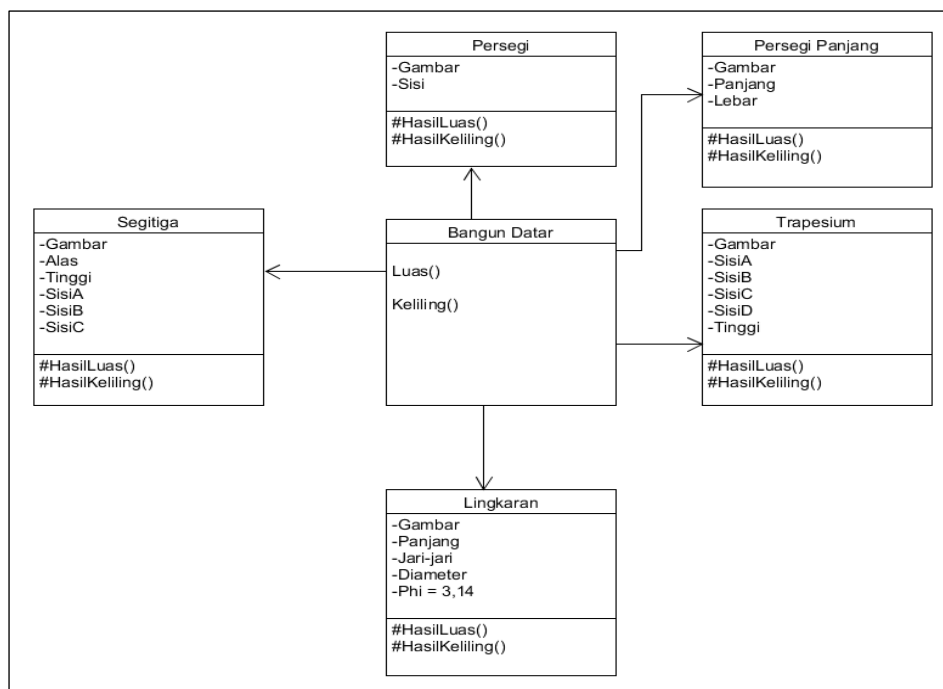 Persegi
-Gambar
-Sisi
#HasilLuas()
#HasilKeliling()
Persegi Panjang
-Gambar
-Panjang
-Lebar
#HasilLuas()
#HasilKeliling()
Segitiga
-Gambar
-Alas
-Tinggi
-SisiA
-SisiB
-SisiC
#HasilLuas()
#HasilKeliling()
Bangun Datar
Luas()
Keliling()
Trapesium
-Gambar
-SisiA
-SisiB
-SisiC
-SisiD
-Tinggi
#HasilLuas()
#HasilKeliling()
Lingkaran
-Gambar
-Panjang
-Jari-jari
-Diameter
-Phi = 3,14
#HasilLuas()
#HasilKeliling()